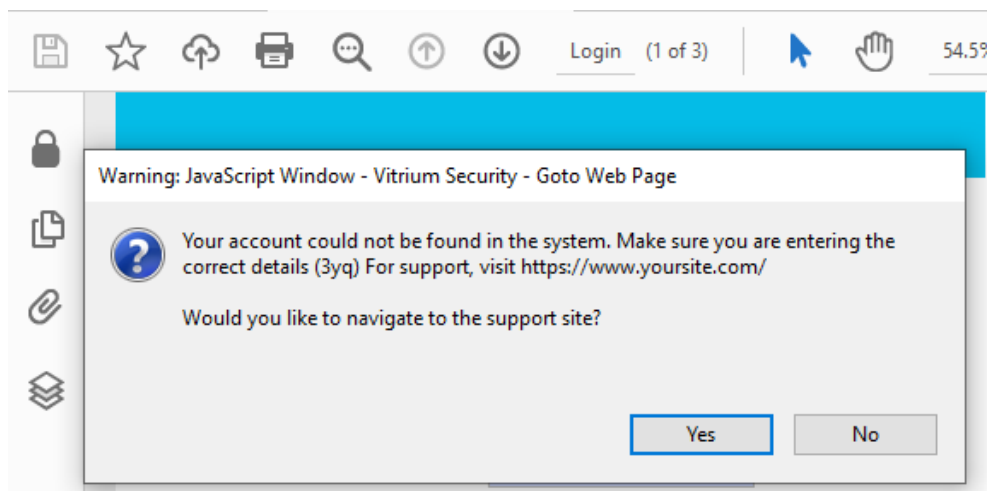 Login (1 of 3) 54.5%
Warning: JavaScript Window - Vitrium Security - Goto Web Page
Your account could not be found in the system. Make sure you are entering the
correct details (3yq) For support, visit https://www.yoursite.com/
Would you like to navigate to the support site?
Yes No